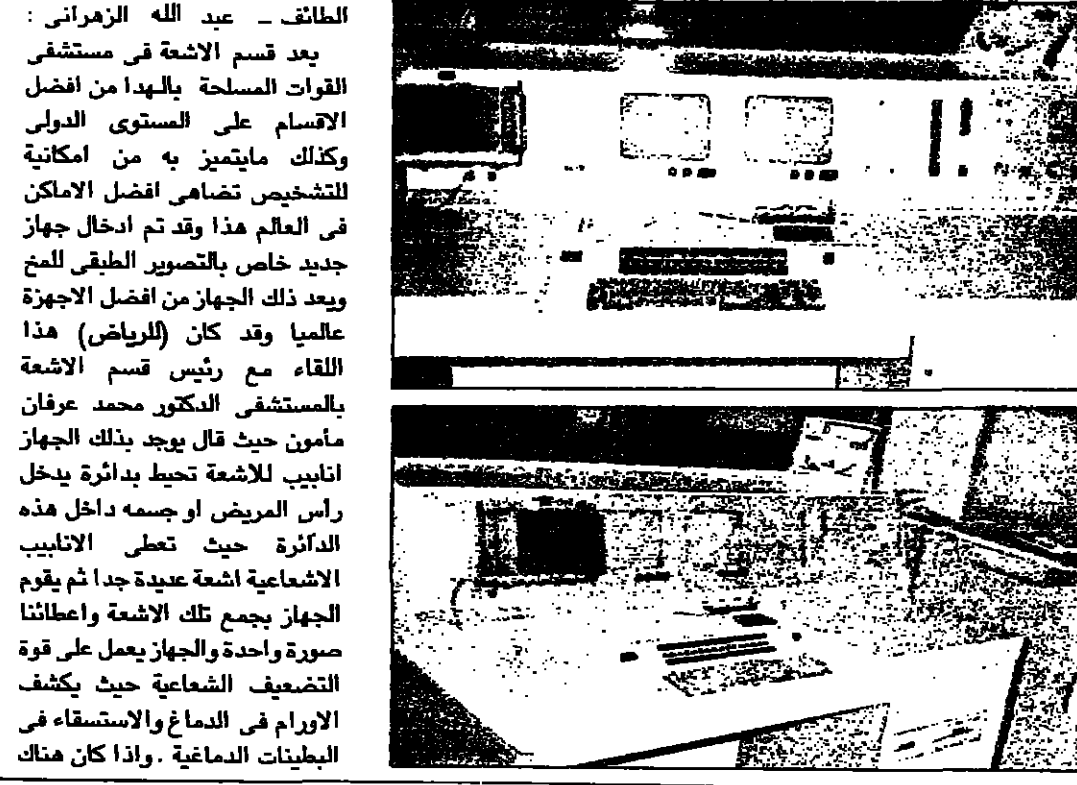 الطائف ـ عبد الله الزهرانى :
يعد قسم الاشعة فى مستشفى
القوات المسلحة بالهدا من افضل
الاقسام على المستوى الدولى
وكذلك مايتميز به من امكانية
للتشخيص تضاهى افضل الاماكن
فى العالم هذا وقد تم ادخال جهاز
جديد خاص بالتصوير الطبقى للمخ
ويعد ذلك الجهاز من افضل الاجهزة
عالميا وقد كان (للرياض) هذا
اللقاء مع رئيس قسم الاشعة
بالمستشفى الدكتور محمد عرفان
مأمون حيث قال يوجد بذلك الجهاز
انابيب للاشعة تحيط بدائرة يدخل
رأس المريض او جسمه داخل هذه
الدائرة حيث تعطى الانابيب
الاشعاعية اشعة عديدة جدا ثم يقوم
الجهاز بجمع تلك الاشعة واعطائنا
صورة واحدة والجهاز يعمل على قوة
التضعيف الشعاعية حيث يكشف
الاورام فى الدماغ والاستسقاء فى
البطينات الدماغية . واذا كان هناك